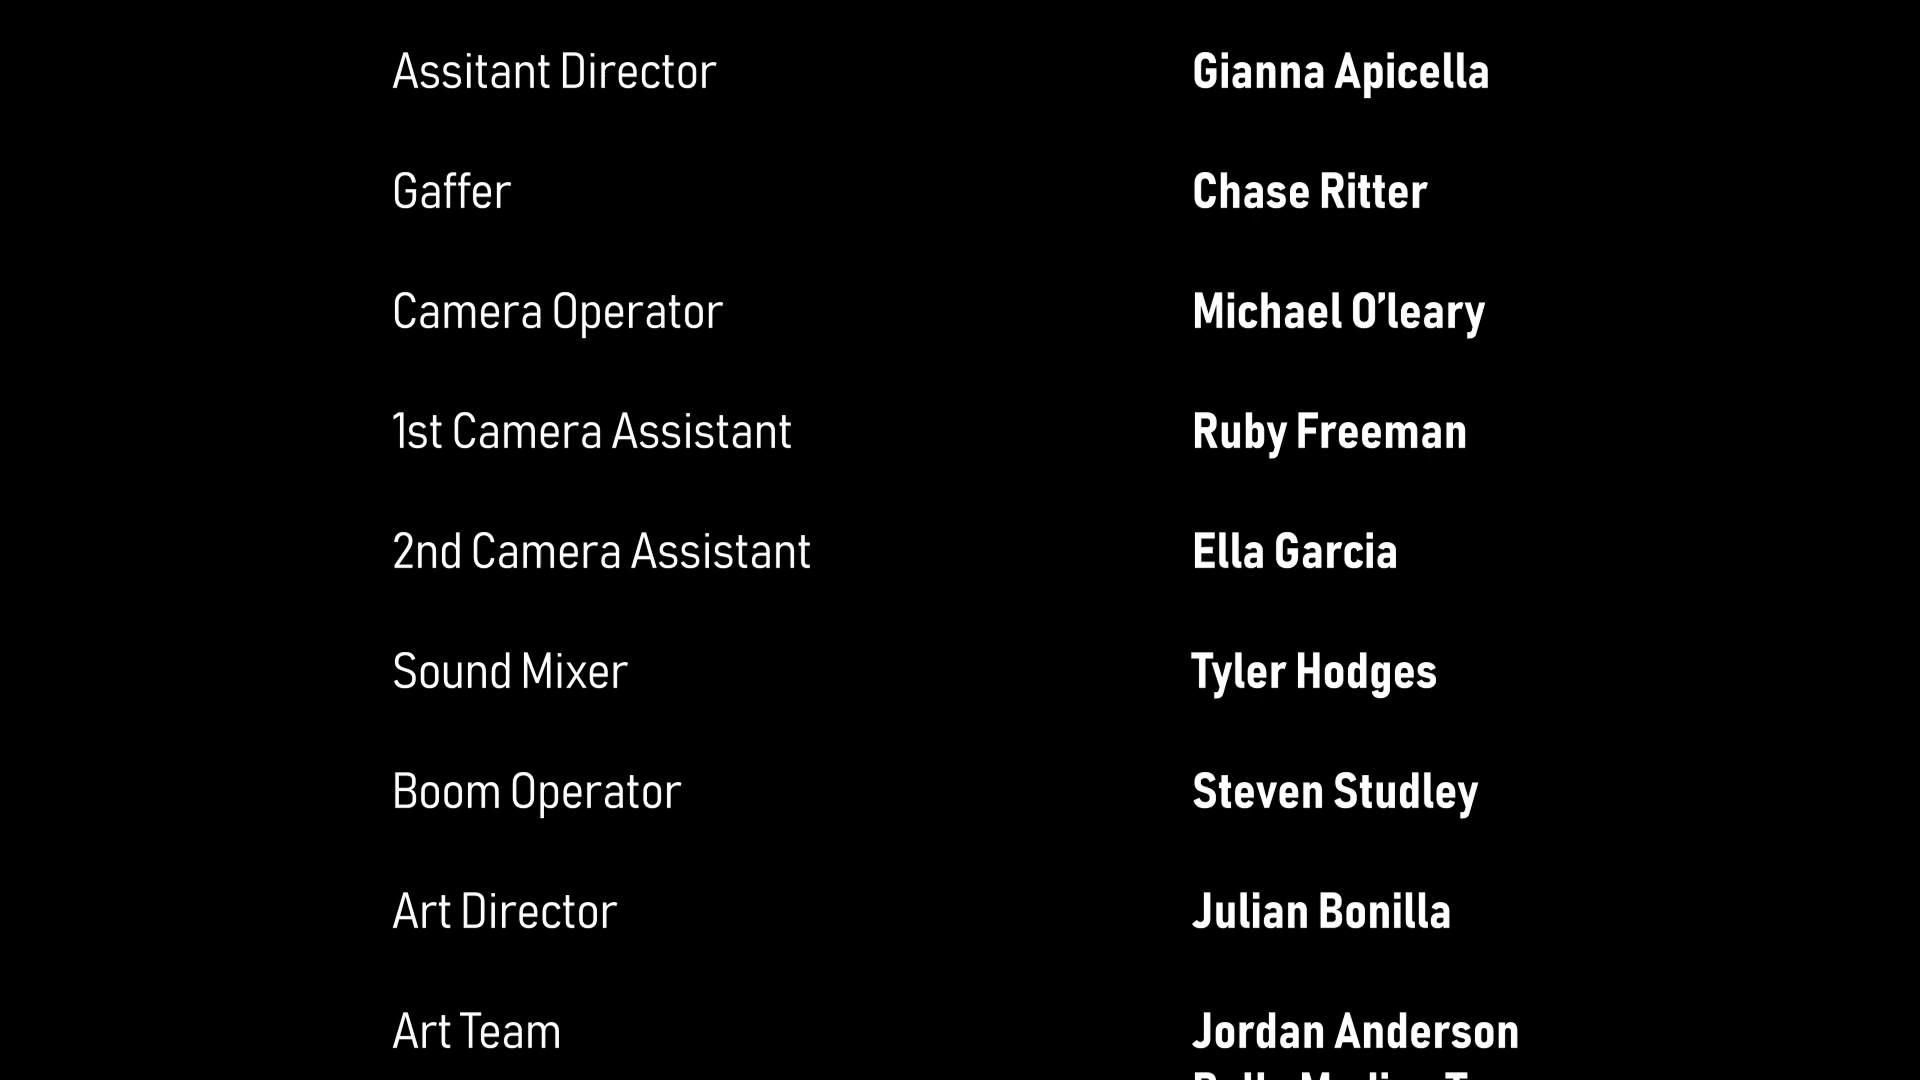 Assitant Director Gianna Apicella
Gaffer Chase Ritter
Camera Operator Michael O’leary
1st Camera Assistant Ruby Freeman
2nd Camera Assistant Ella Garcia
Sound Mixer Tyler Hodges
Boom Operator Steven Studley
Art Director Julian Bonilla
Art Team Jordan Anderson